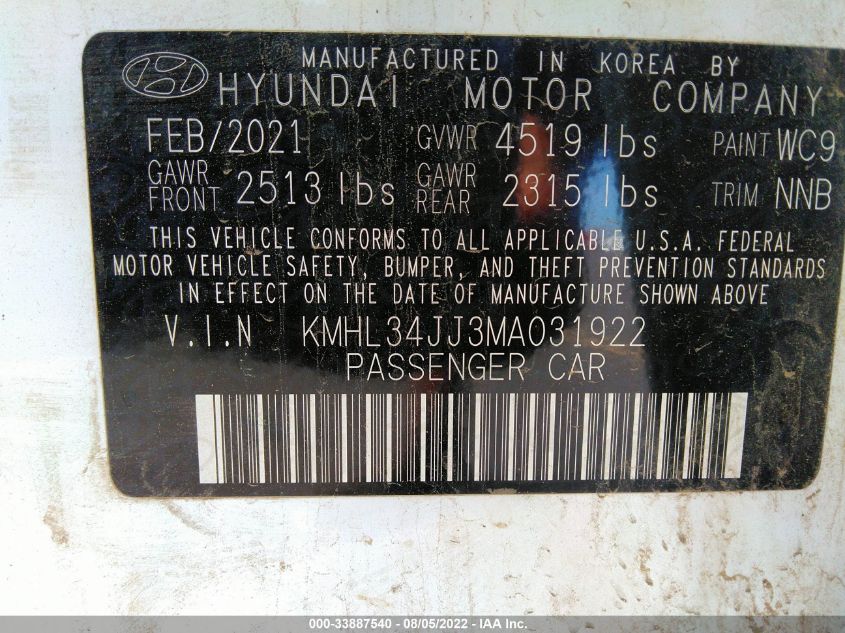 MANUFACTURED IN KOREA BY
HYUNDAI MOTOR COMPANY
FEB/2021 GVWR 4519 lbs PAINT WC9
GAWR FRONT 2513 lbs GAWR REAR 2315 lbs TRIM NNB
THIS VEHICLE CONFORMS TO ALL APPLICABLE U.S.A. FEDERAL
MOTOR VEHICLE SAFETY, BUMPER, AND THEFT PREVENTION STANDARDS
IN EFFECT ON THE DATE OF MANUFACTURE SHOWN ABOVE
V.I.N KMHL34JJ3MA031922
PASSENGER CAR
000-33887540 - 08/05/2022 - IAA Inc.